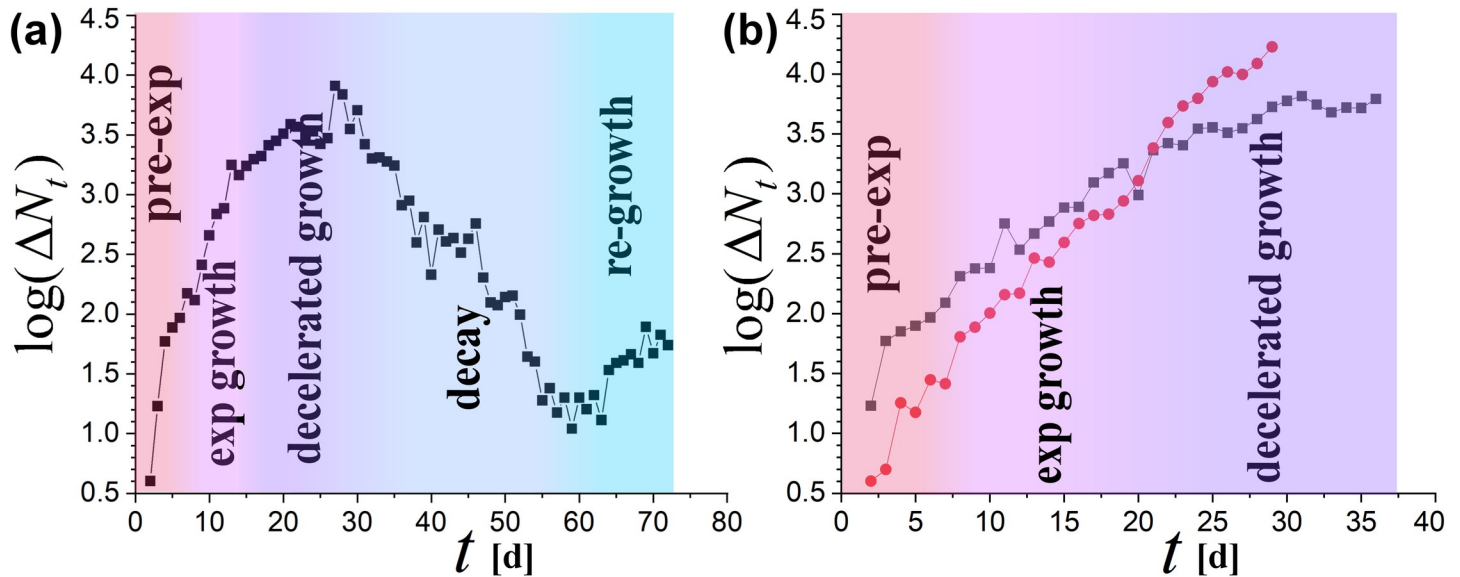 (a)
log(ΔN_t)
4.5
4.0
3.5
3.0
2.5
2.0
1.5
1.0
0.5
pre-exp
exp growth
decelerated growth
decay
re-growth
0 10 20 30 40 50 60 70 80
t [d]
(b)
log(ΔN_t)
4.5
4.0
3.5
3.0
2.5
2.0
1.5
1.0
0.5
pre-exp
exp growth
decelerated growth
0 5 10 15 20 25 30 35 40
t [d]